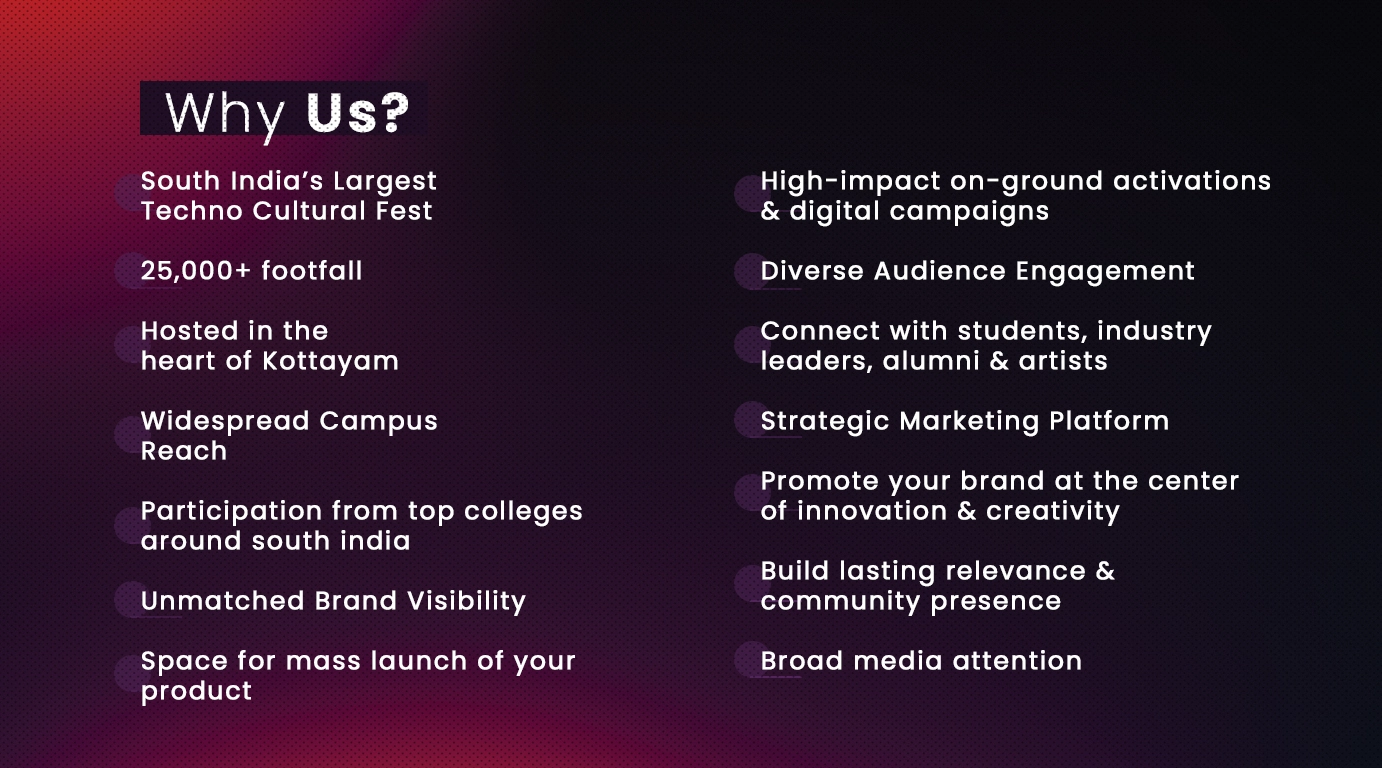 Why Us?
South India’s Largest
Techno Cultural Fest
25,000+ footfall
Hosted in the
heart of Kottayam
Widespread Campus
Reach
Participation from top colleges
around south india
Unmatched Brand Visibility
Space for mass launch of your
product
High-impact on-ground activations
& digital campaigns
Diverse Audience Engagement
Connect with students, industry
leaders, alumni & artists
Strategic Marketing Platform
Promote your brand at the center
of innovation & creativity
Build lasting relevance &
community presence
Broad media attention